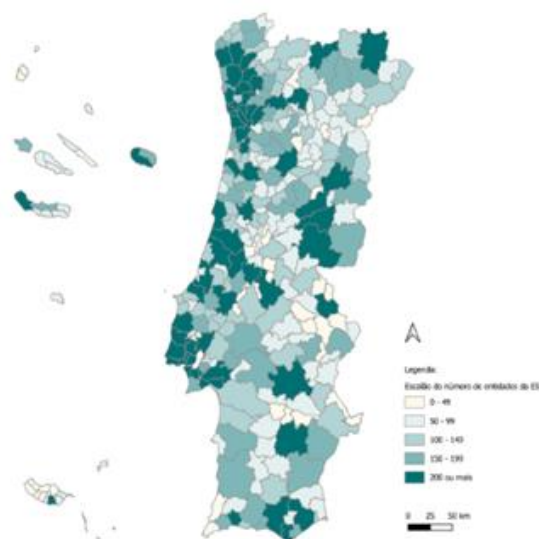 Legenda:
Escalão do número de entidades da ES
0 - 49
50 - 99
100 - 149
150 - 199
200 ou mais
0 25 50 km